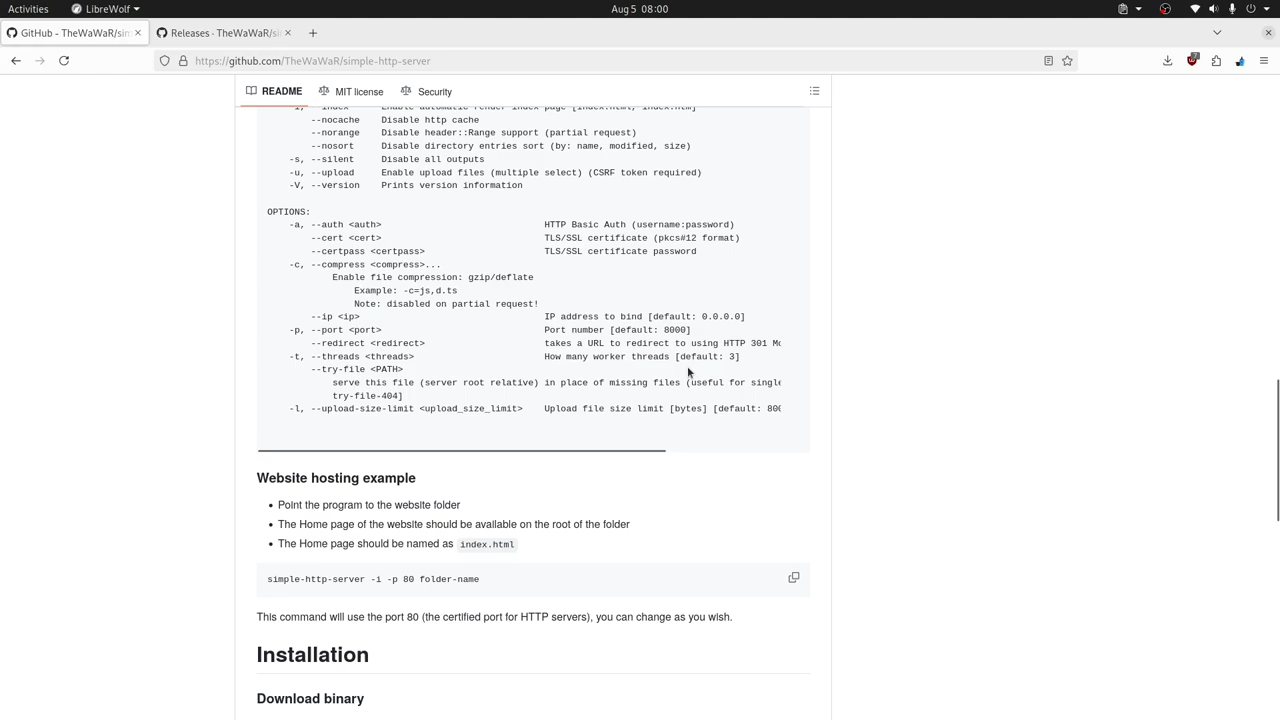 Activities
LibreWolf
Aug 5 08:00
GitHub - TheWaWaR/sim
Releases · TheWaWaR/si
https://github.com/TheWaWaR/simple-http-server
7
README
MIT license
Security
-i, --index Enable automatic render index page [index.html, index.htm]
--nocache Disable http cache
--norange Disable header::Range support (partial request)
--nosort Disable directory entries sort (by: name, modified, size)
-s, --silent Disable all outputs
-u, --upload Enable upload files (multiple select) (CSRF token required)
-V, --version Prints version information
OPTIONS:
-a, --auth <auth> HTTP Basic Auth (username:password)
--cert <cert> TLS/SSL certificate (pkcs#12 format)
--certpass <certpass> TLS/SSL certificate password
-c, --compress <compress>...
Enable file compression: gzip/deflate
Example: -c=js,d.ts
Note: disabled on partial request!
--ip <ip> IP address to bind [default: 0.0.0.0]
-p, --port <port> Port number [default: 8000]
--redirect <redirect> takes a URL to redirect to using HTTP 301 Mo
-t, --threads <threads> How many worker threads [default: 3]
--try-file <PATH>
serve this file (server root relative) in place of missing files (useful for single
try-file-404]
-l, --upload-size-limit <upload_size_limit> Upload file size limit [bytes] [default: 800
Website hosting example
• Point the program to the website folder
• The Home page of the website should be available on the root of the folder
• The Home page should be named as index.html
simple-http-server -i -p 80 folder-name
This command will use the port 80 (the certified port for HTTP servers), you can change as you wish.
Installation
Download binary